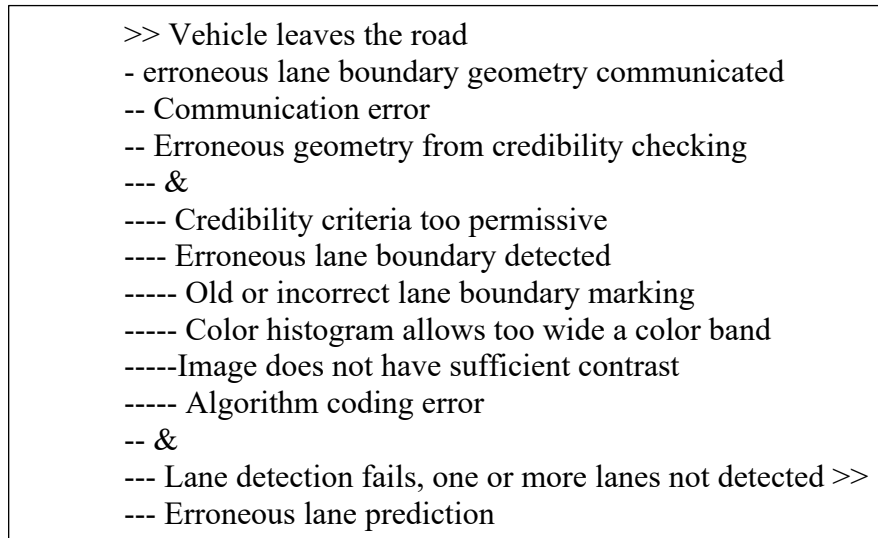 >> Vehicle leaves the road
- erroneous lane boundary geometry communicated
-- Communication error
-- Erroneous geometry from credibility checking
--- &
---- Credibility criteria too permissive
---- Erroneous lane boundary detected
----- Old or incorrect lane boundary marking
----- Color histogram allows too wide a color band
-----Image does not have sufficient contrast
----- Algorithm coding error
-- &
--- Lane detection fails, one or more lanes not detected >>
--- Erroneous lane prediction